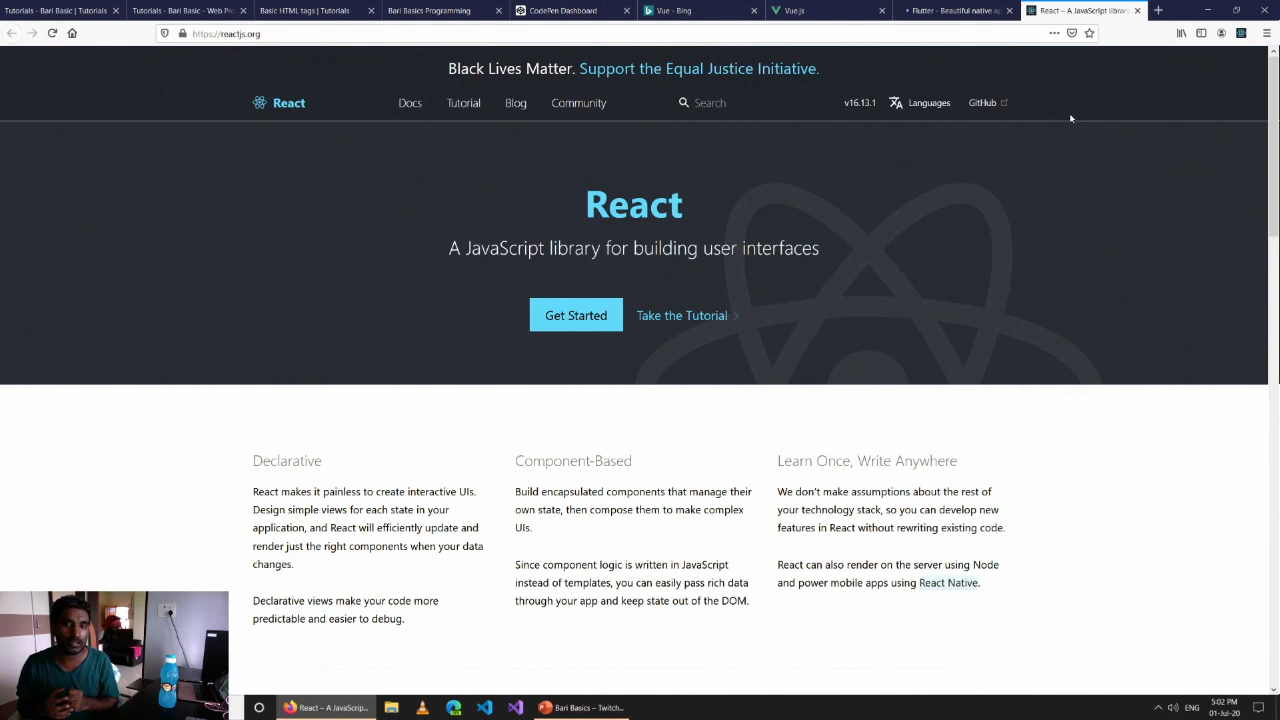 Tutorials - Bari Basic | Tutorials
Tutorials - Bari Basic - Web Pro
Basic HTML tags | Tutorials
Bari Basics Programming
CodePen Dashboard
Vue - Bing
Vue.js
Flutter - Beautiful native ap
React – A JavaScript library
https://reactjs.org
Black Lives Matter. Support the Equal Justice Initiative.
React
Docs
Tutorial
Blog
Community
Search
v16.13.1
Languages
GitHub
React
A JavaScript library for building user interfaces
Get Started
Take the Tutorial
Declarative
React makes it painless to create interactive UIs.
Design simple views for each state in your
application, and React will efficiently update and
render just the right components when your data
changes.
Declarative views make your code more
predictable and easier to debug.
Component-Based
Build encapsulated components that manage their
own state, then compose them to make complex
UIs.
Since component logic is written in JavaScript
instead of templates, you can easily pass rich data
through your app and keep state out of the DOM.
Learn Once, Write Anywhere
We don't make assumptions about the rest of
your technology stack, so you can develop new
features in React without rewriting existing code.
React can also render on the server using Node
and power mobile apps using React Native.
React – A JavaScrip...
Bari Basics – Twitch...
ENG
5:02 PM
01-Jul-20